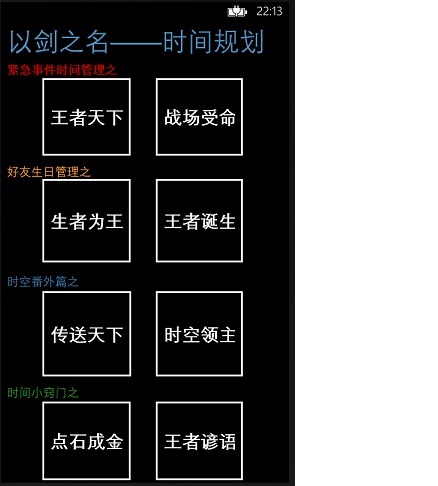 22:13
以剑之名——时间规划
紧急事件时间管理之
王者天下 战场受命
好友生日管理之
生者为王 王者诞生
时空番外篇之
传送天下 时空领主
时间小窍门之
点石成金 王者谚语